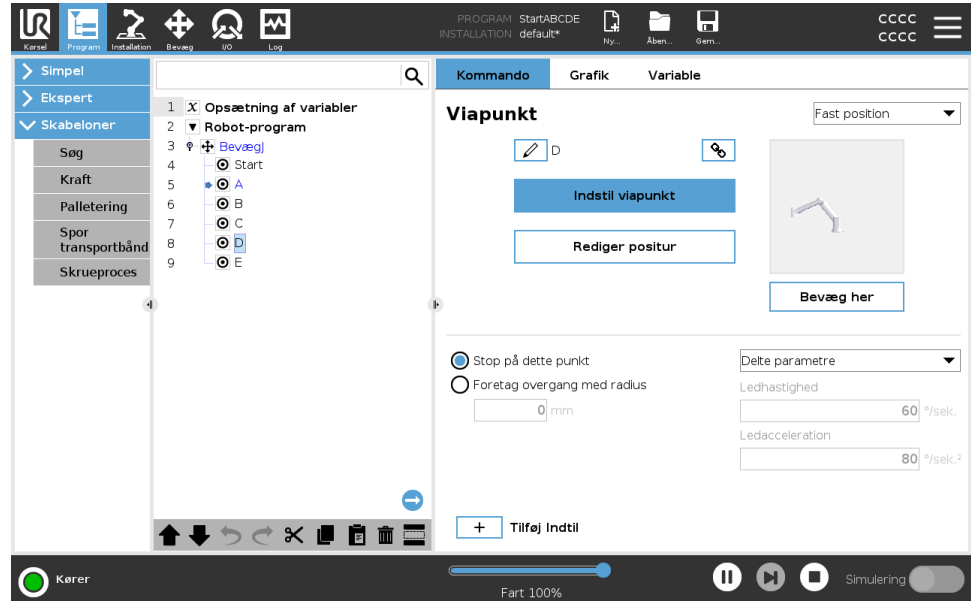 PROGRAM StartABCDE
INSTALLATION default*
UR
Kørsel
Program
Installation
Bevæg
I/O
Log
Ny...
Åben...
Gem...
CCCC
CCCC
Simpel
Ekspert
Skabeloner
Søg
Kraft
Palletering
Spor
transportbånd
Skrueproces
1 X Opsætning af variabler
2 Robot-program
3 BevægJ
4 Start
5 A
6 B
7 C
8 D
9 E
Kommando
Grafik
Variable
Viapunkt
Fast position
D
Indstil viapunkt
Rediger positur
Bevæg her
Stop på dette punkt
Foretag overgang med radius
0 mm
Delte parametre
Ledhastighed
60 °/sek.
Ledacceleration
80 °/sek.²
+ Tilføj Indtil
Kører
Fart 100%
Simulering